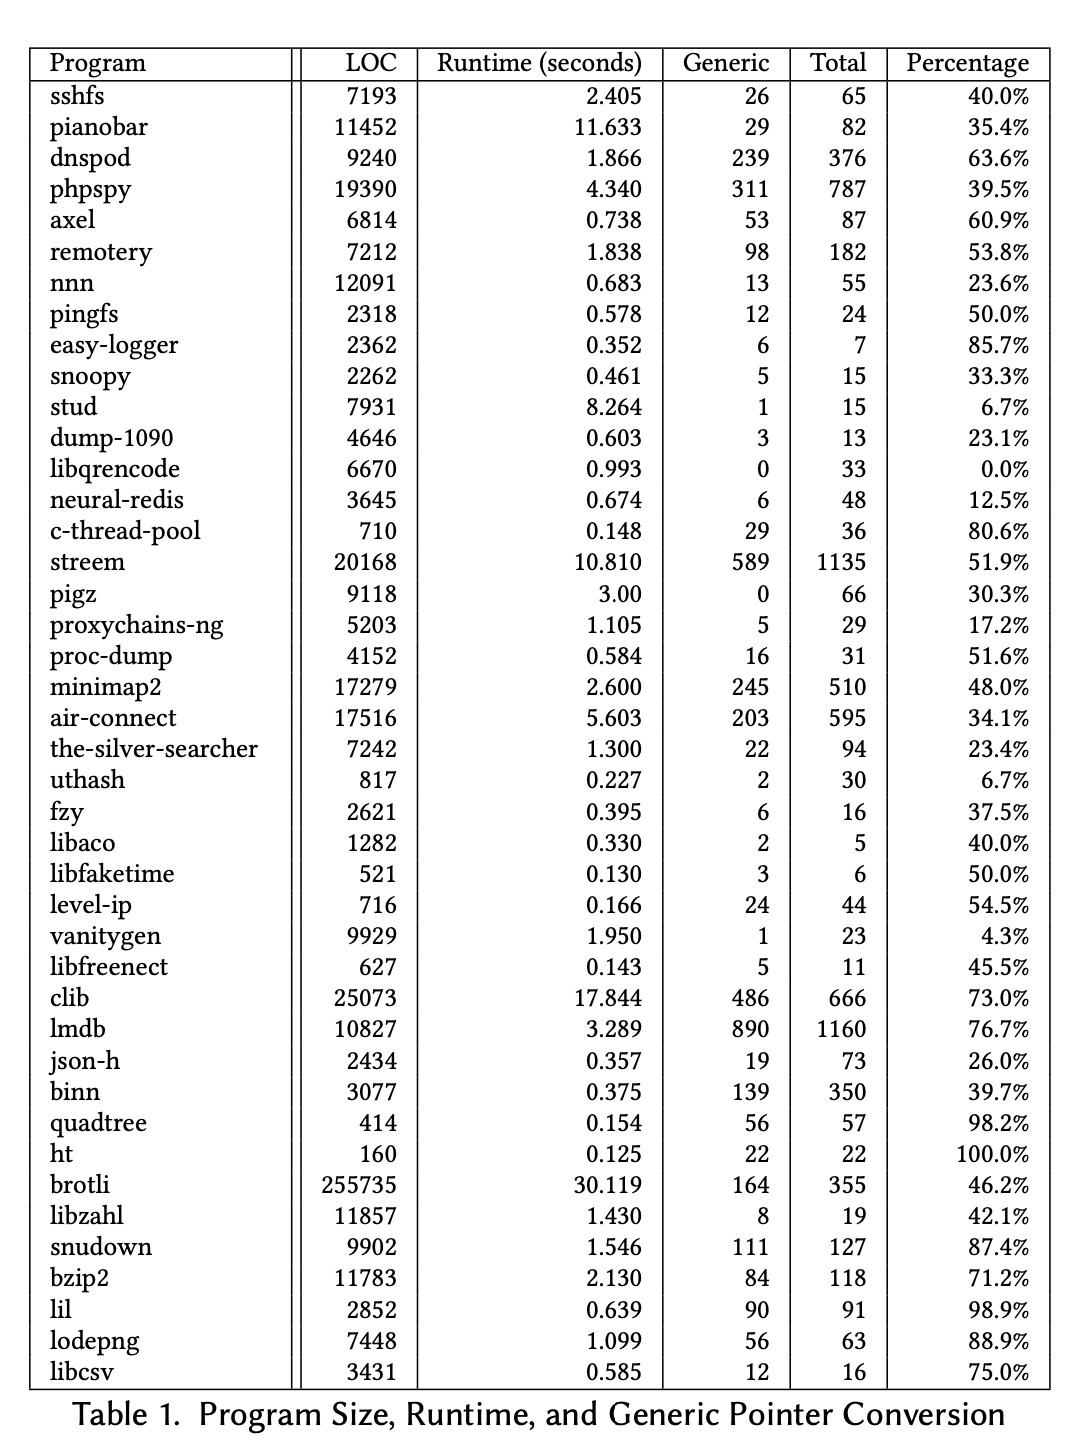 Program LOC Runtime (seconds) Generic Total Percentage
sshfs 7193 2.405 26 65 40.0%
pianobar 11452 11.633 29 82 35.4%
dnspod 9240 1.866 239 376 63.6%
phpspy 19390 4.340 311 787 39.5%
axel 6814 0.738 53 87 60.9%
remotery 7212 1.838 98 182 53.8%
nnn 12091 0.683 13 55 23.6%
pingfs 2318 0.578 12 24 50.0%
easy-logger 2362 0.352 6 7 85.7%
snoopy 2262 0.461 5 15 33.3%
stud 7931 8.264 1 15 6.7%
dump-1090 4646 0.603 3 13 23.1%
libqrencode 6670 0.993 0 33 0.0%
neural-redis 3645 0.674 6 48 12.5%
c-thread-pool 710 0.148 29 36 80.6%
streem 20168 10.810 589 1135 51.9%
pigz 9118 3.00 0 66 30.3%
proxychains-ng 5203 1.105 5 29 17.2%
proc-dump 4152 0.584 16 31 51.6%
minimap2 17279 2.600 245 510 48.0%
air-connect 17516 5.603 203 595 34.1%
the-silver-searcher 7242 1.300 22 94 23.4%
uthash 817 0.227 2 30 6.7%
fzy 2621 0.395 6 16 37.5%
libaco 1282 0.330 2 5 40.0%
libfaketime 521 0.130 3 6 50.0%
level-ip 716 0.166 24 44 54.5%
vanitygen 9929 1.950 1 23 4.3%
libfreenect 627 0.143 5 11 45.5%
clib 25073 17.844 486 666 73.0%
lmdb 10827 3.289 890 1160 76.7%
json-h 2434 0.357 19 73 26.0%
binn 3077 0.375 139 350 39.7%
quadtree 414 0.154 56 57 98.2%
ht 160 0.125 22 22 100.0%
brotli 255735 30.119 164 355 46.2%
libzahl 11857 1.430 8 19 42.1%
snudown 9902 1.546 111 127 87.4%
bzip2 11783 2.130 84 118 71.2%
lil 2852 0.639 90 91 98.9%
lodepng 7448 1.099 56 63 88.9%
libcsv 3431 0.585 12 16 75.0%
Table 1. Program Size, Runtime, and Generic Pointer Conversion